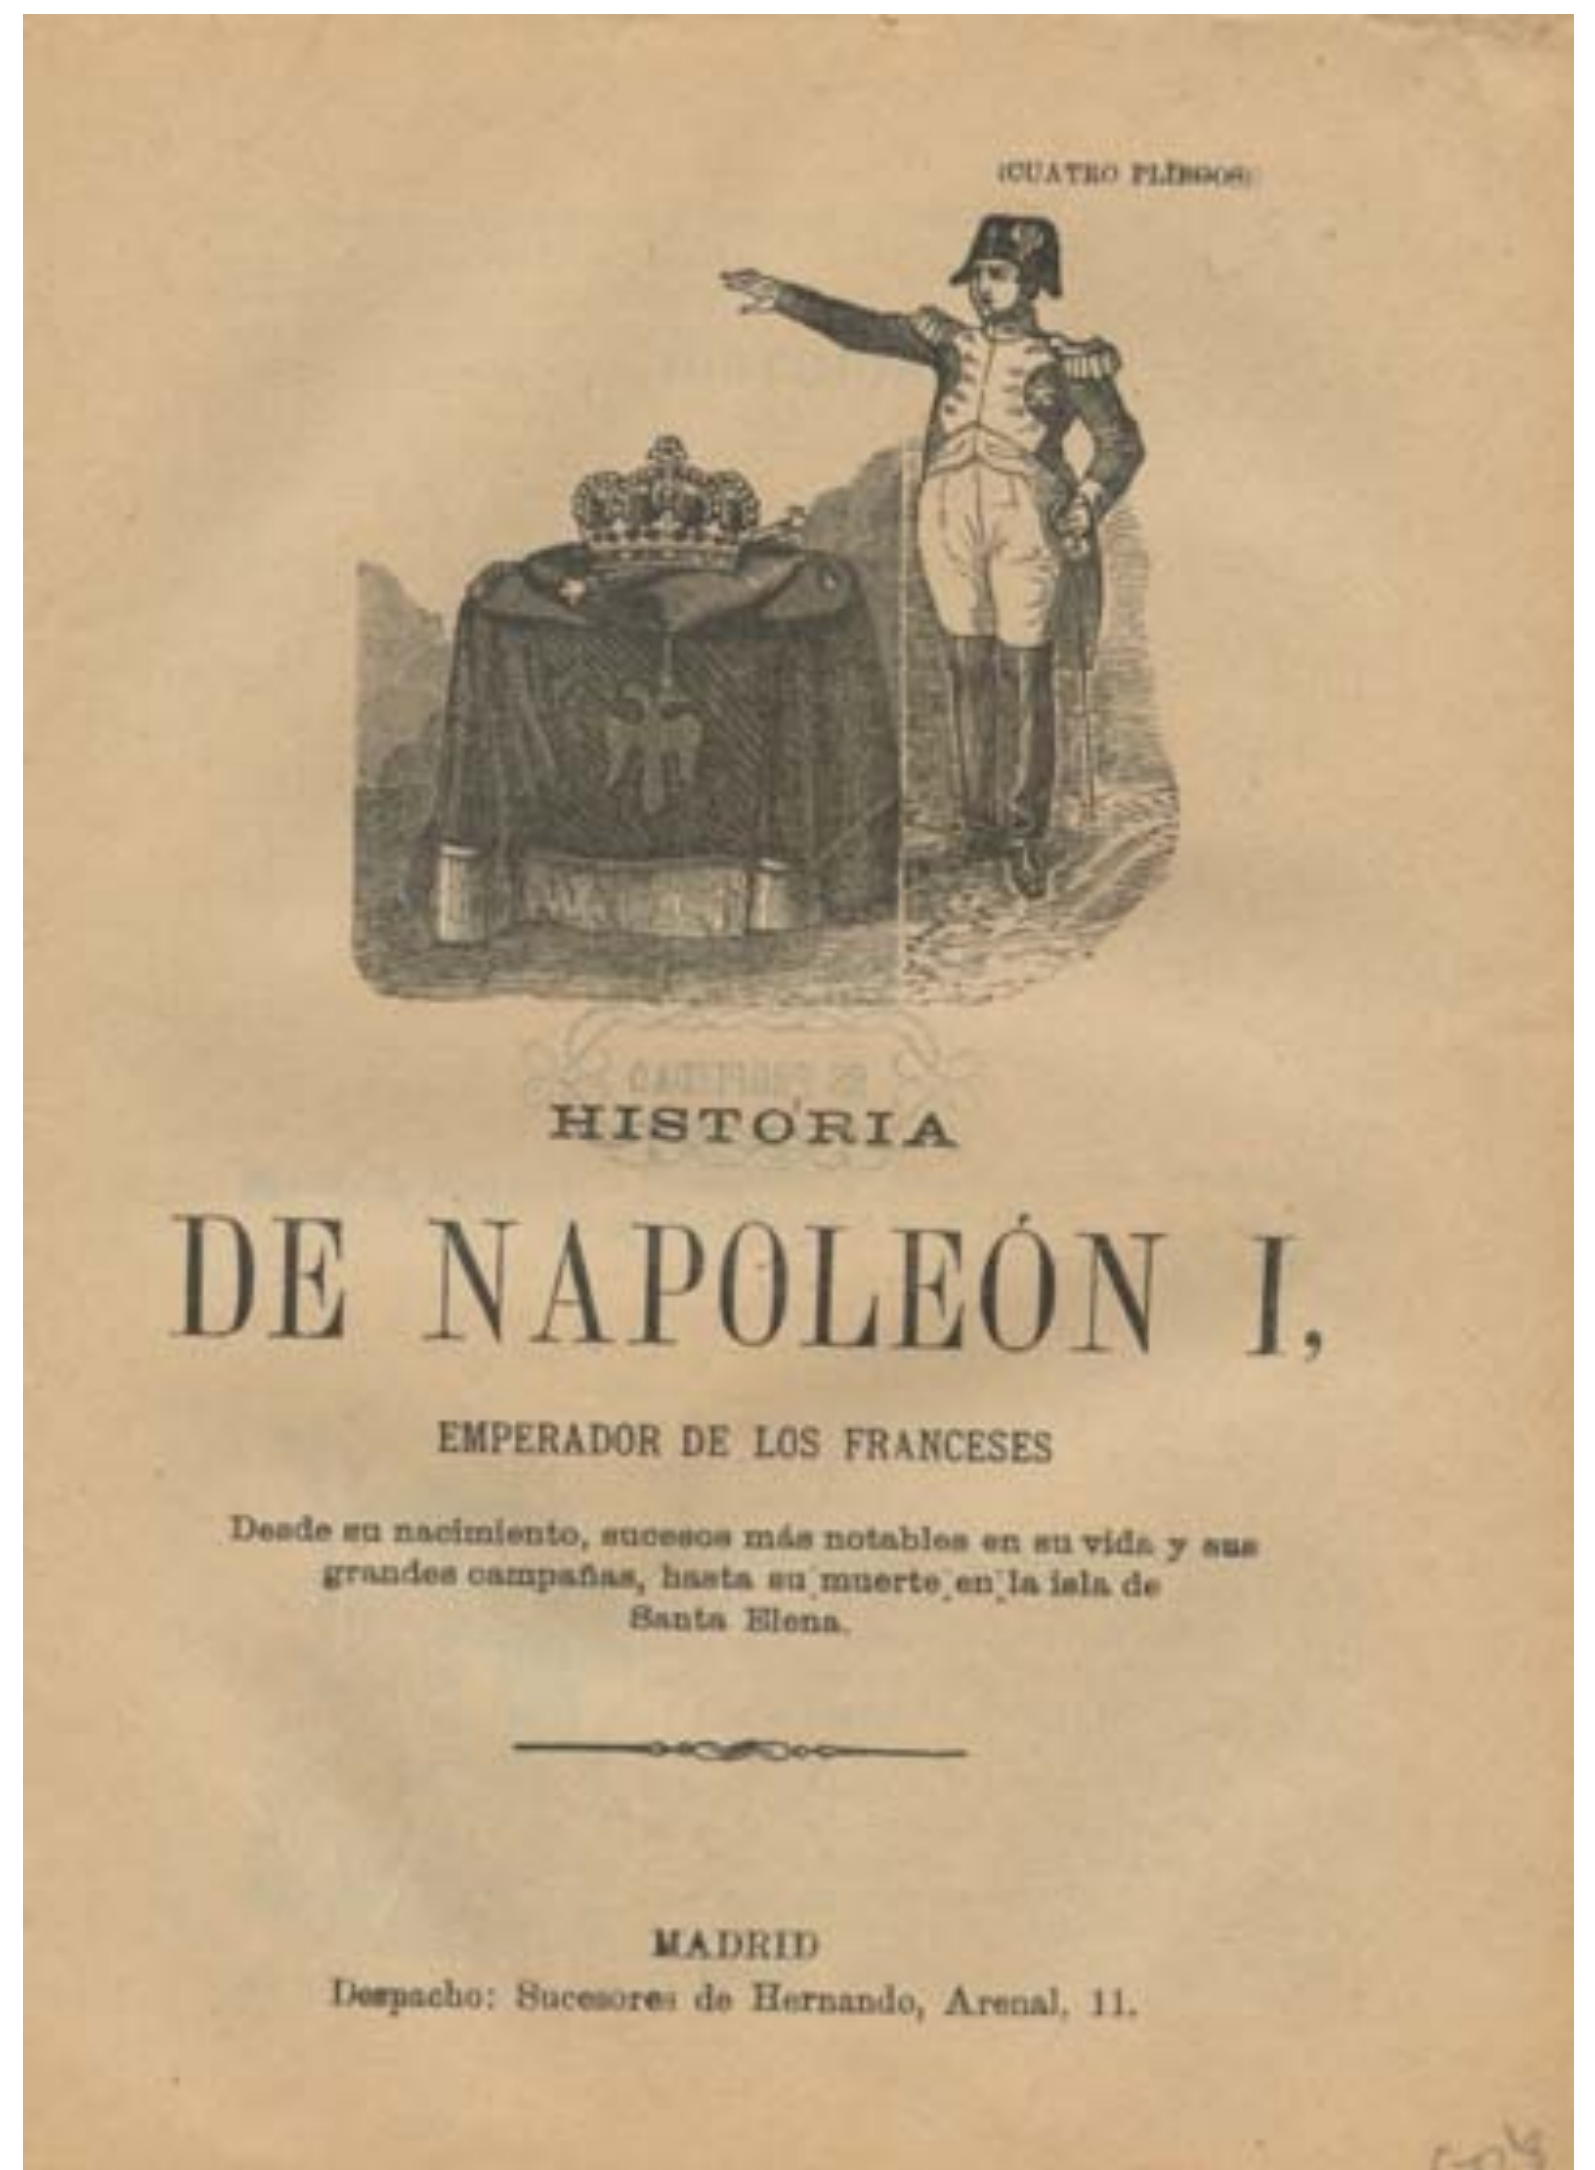 (CUATRO PLIEGOS)
HISTORIA
DE NAPOLEÓN I,
EMPERADOR DE LOS FRANCESES
Desde su nacimiento, sucesos más notables en su vida y sus
grandes campañas, hasta su muerte en la isla de
Santa Elena.
MADRID
Despacho: Sucesores de Hernando, Arenal, 11.